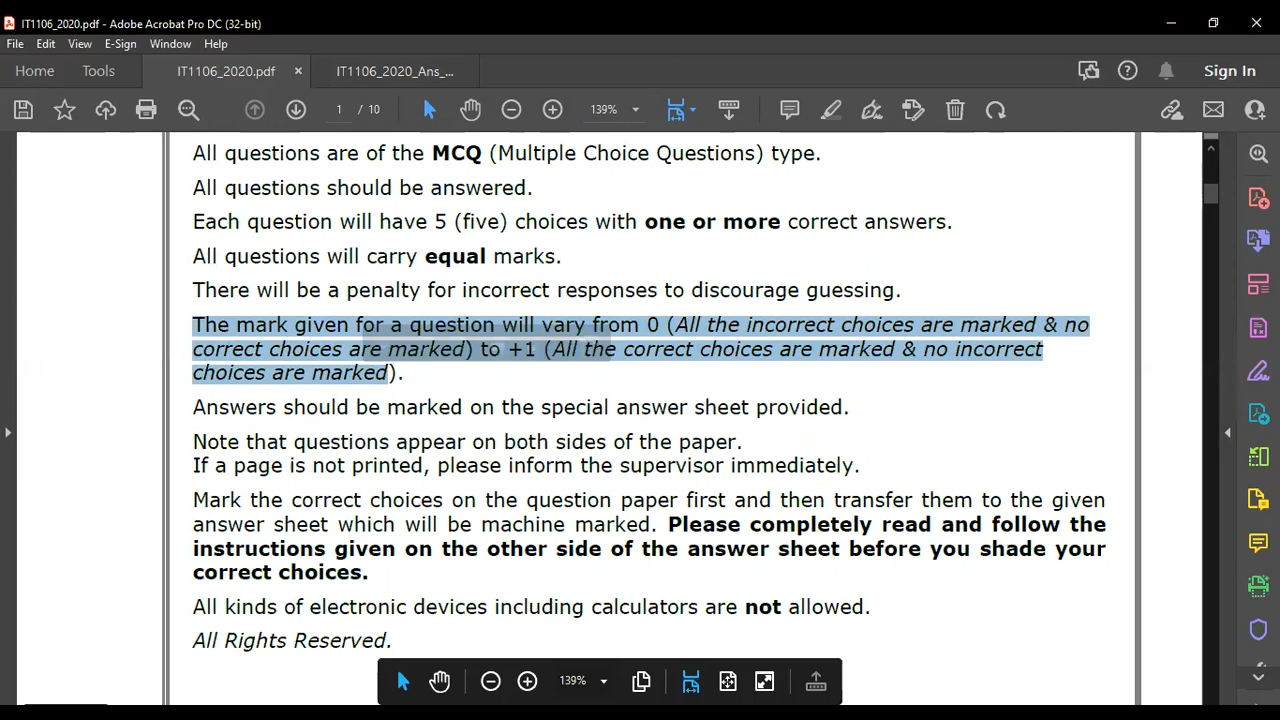 IT1106_2020.pdf - Adobe Acrobat Pro DC (32-bit)
File Edit View E-Sign Window Help
Home Tools IT1106_2020.pdf × IT1106_2020_Ans_... Sign In
1 / 10 139%
All questions are of the MCQ (Multiple Choice Questions) type.
All questions should be answered.
Each question will have 5 (five) choices with one or more correct answers.
All questions will carry equal marks.
There will be a penalty for incorrect responses to discourage guessing.
The mark given for a question will vary from 0 (All the incorrect choices are marked & no
correct choices are marked) to +1 (All the correct choices are marked & no incorrect
choices are marked).
Answers should be marked on the special answer sheet provided.
Note that questions appear on both sides of the paper.
If a page is not printed, please inform the supervisor immediately.
Mark the correct choices on the question paper first and then transfer them to the given
answer sheet which will be machine marked. Please completely read and follow the
instructions given on the other side of the answer sheet before you shade your
correct choices.
All kinds of electronic devices including calculators are not allowed.
All Rights Reserved.
139%